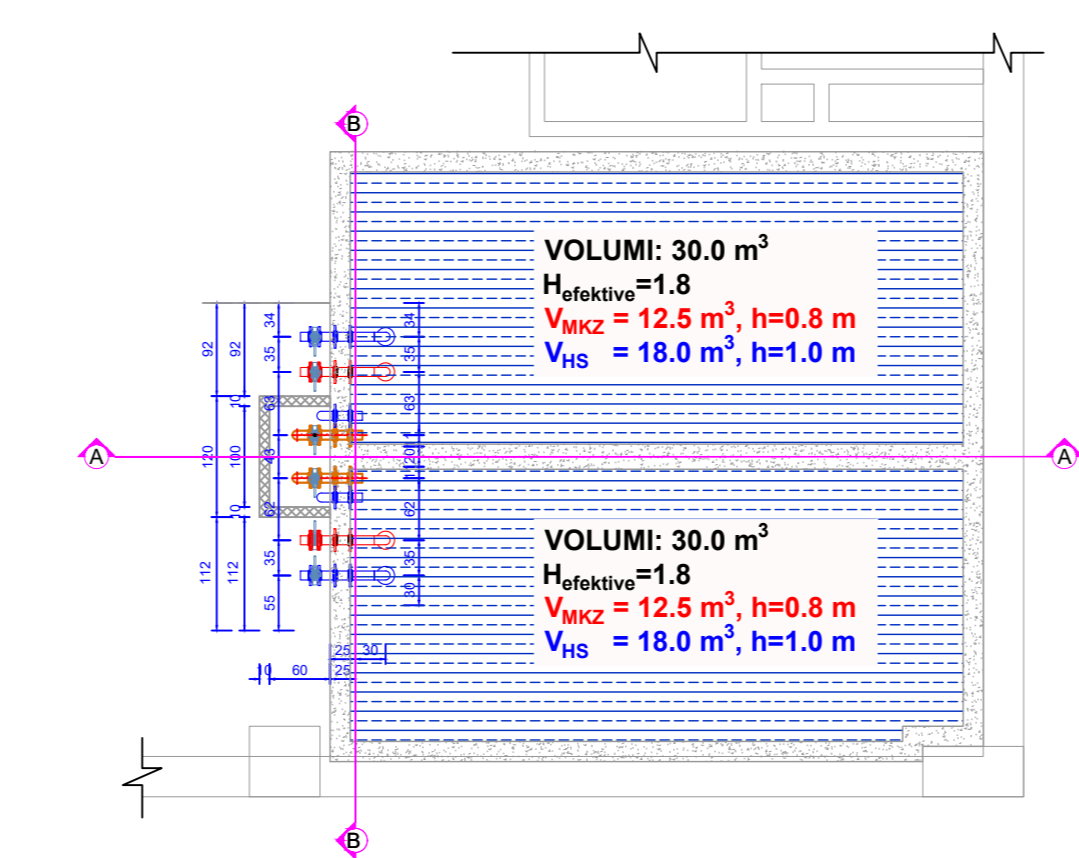 B
VOLUMI: 30.0 m³
Hefektive=1.8
VMKZ = 12.5 m³, h=0.8 m
VHS = 18.0 m³, h=1.0 m
34
34
92
92
35
35
10
63
63
11
A
120
100
43
20
A
11
10
62
62
VOLUMI: 30.0 m³
Hefektive=1.8
VMKZ = 12.5 m³, h=0.8 m
VHS = 18.0 m³, h=1.0 m
112
112
35
35
55
30
25
30
10
60
25
B